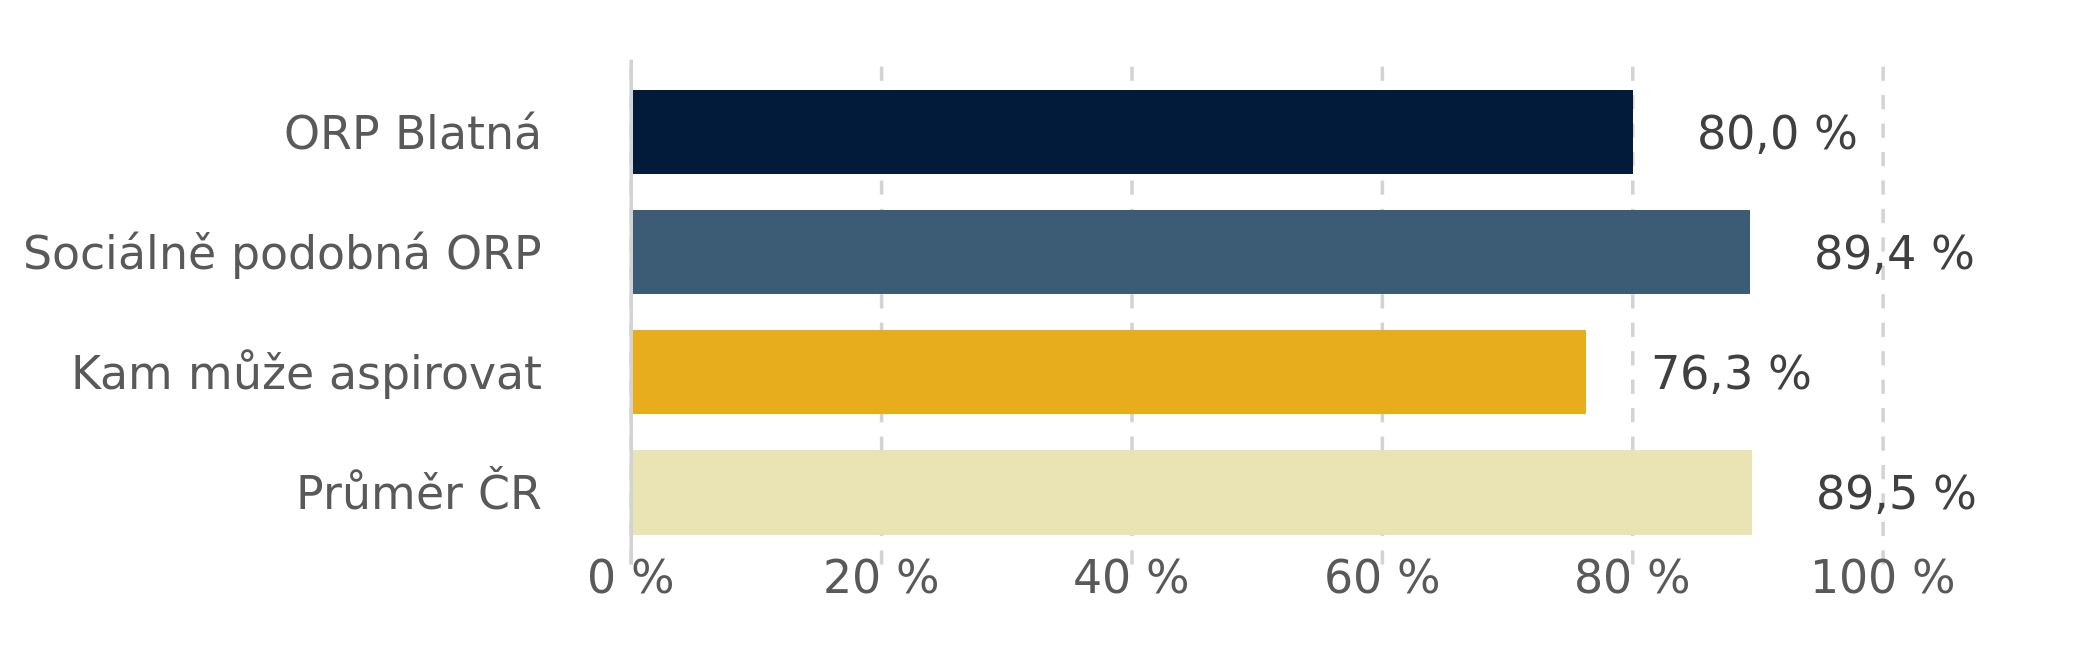 ORP Blatná 80,0 %
Sociálně podobná ORP 89,4 %
Kam může aspirovat 76,3 %
Průměr ČR 89,5 %
0 % 20 % 40 % 60 % 80 % 100 %